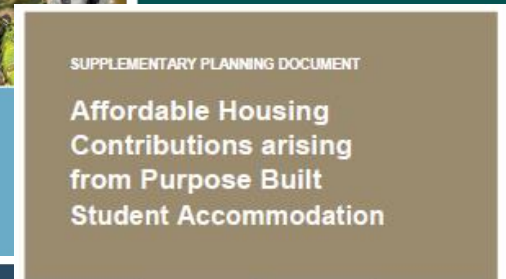 SUPPLEMENTARY PLANNING DOCUMENT
Affordable Housing
Contributions arising
from Purpose Built
Student Accommodation